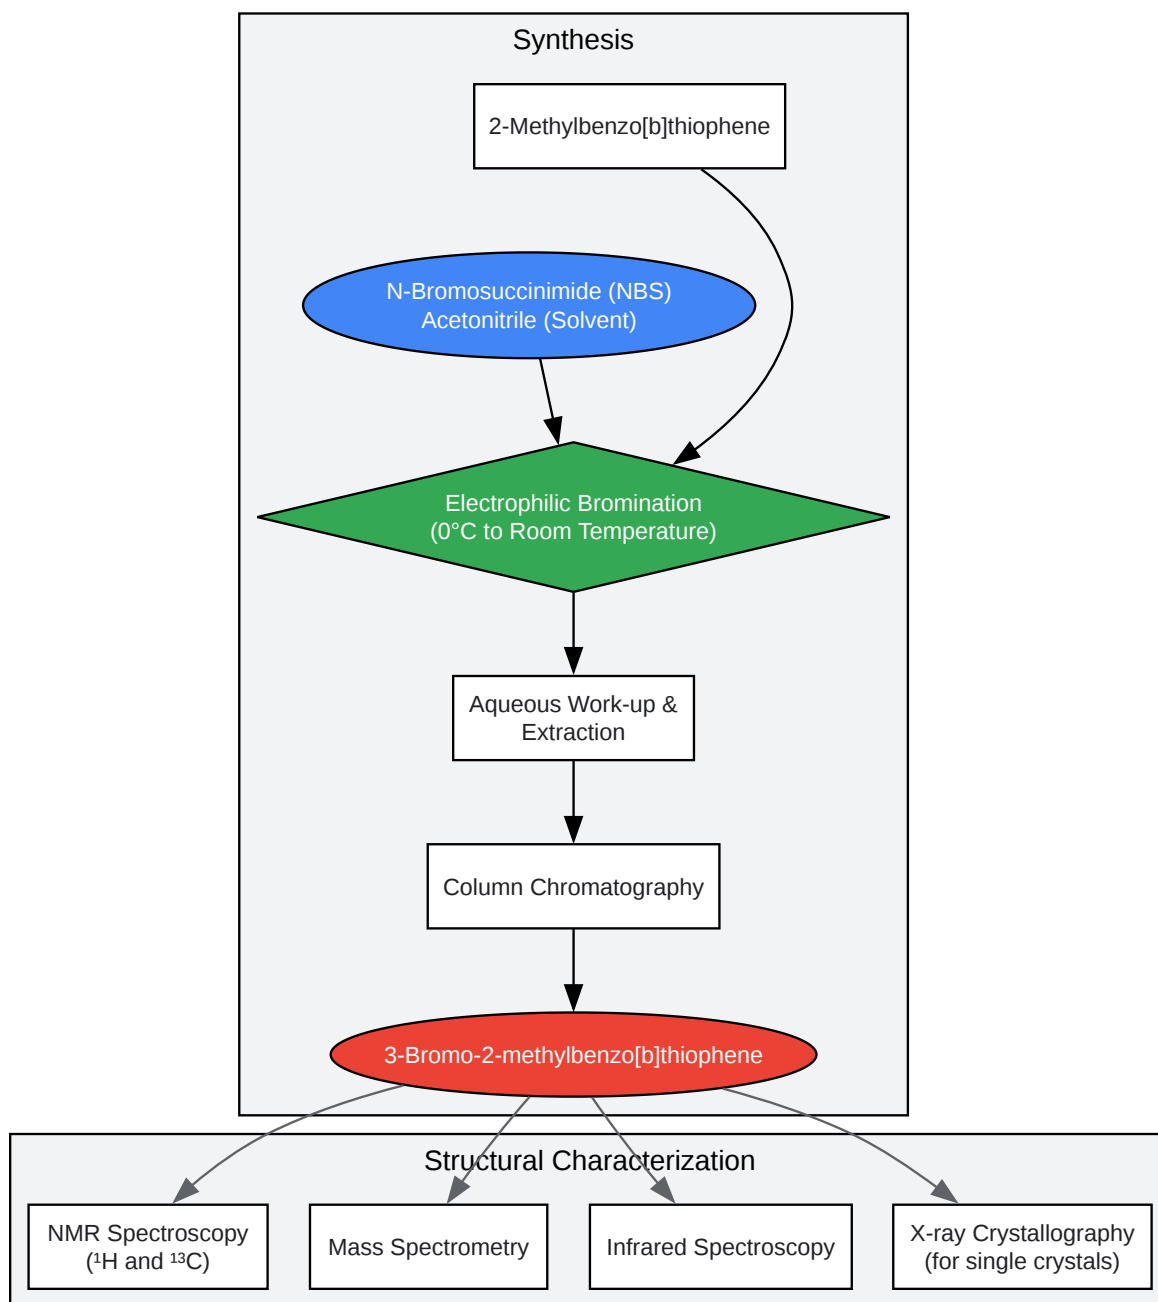 Synthesis
2-Methylbenzo[b]thiophene
N-Bromosuccinimide (NBS)
Acetonitrile (Solvent)
Electrophilic Bromination
(0°C to Room Temperature)
Aqueous Work-up &
Extraction
Column Chromatography
3-Bromo-2-methylbenzo[b]thiophene
Structural Characterization
NMR Spectroscopy
(¹H and ¹³C)
Mass Spectrometry
Infrared Spectroscopy
X-ray Crystallography
(for single crystals)